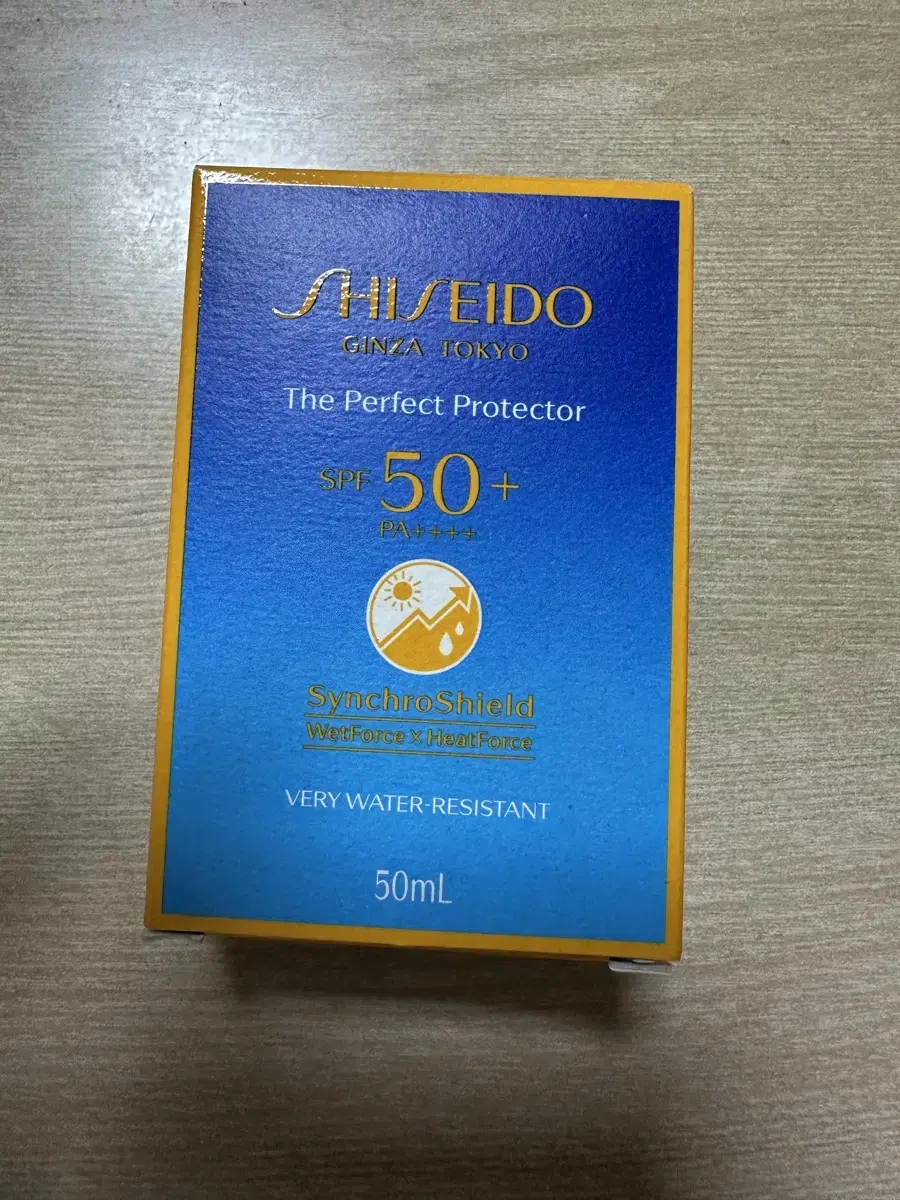 SHISEIDO
GINZA TOKYO
The Perfect Protector
SPF 50+
PA++++
SynchroShield
WetForce x HeatForce
VERY WATER-RESISTANT
50mL